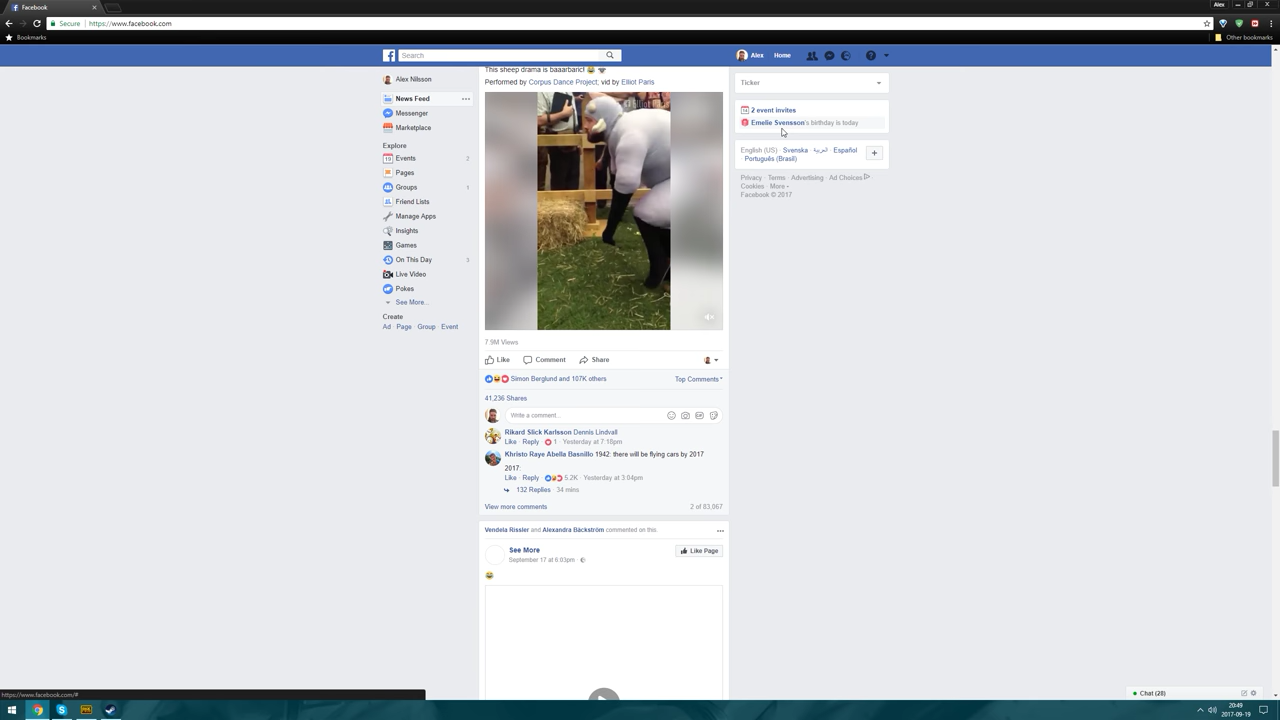 Facebook
Alex
Secure
https://www.facebook.com
Bookmarks
Other bookmarks
Search
Alex
Home
Alex Nilsson
News Feed
Messenger
Marketplace
Explore
Events 2
Pages
Groups 1
Friend Lists
Manage Apps
Insights
Games
On This Day 3
Live Video
Pokes
See More...
Create
Ad Page Group Event
This sheep drama is baaarbaric! 😂 🐑
Performed by Corpus Dance Project, vid by Elliot Paris
Elliot Paris
7.9M Views
Like Comment Share
Simon Berglund and 107K others
Top Comments
41,236 Shares
Write a comment...
Rikard Slick Karlsson Dennis Lindvall
Like · Reply · 1 · Yesterday at 7:18pm
Khristo Raye Abella Basnillo 1942: there will be flying cars by 2017
2017:
Like · Reply · 5.2K · Yesterday at 3:04pm
132 Replies · 34 mins
View more comments
2 of 83,067
Vendela Rissler and Alexandra Bäckström commented on this.
See More
September 17 at 6:03pm ·
Like Page
😂
Ticker
2 event invites
Emelie Svensson's birthday is today
English (US) · Svenska · العربية · Español ·
Português (Brasil)
Privacy · Terms · Advertising · Ad Choices ·
Cookies · More
Facebook © 2017
https://www.facebook.com/#
Chat (28)
20:49
2017-09-19